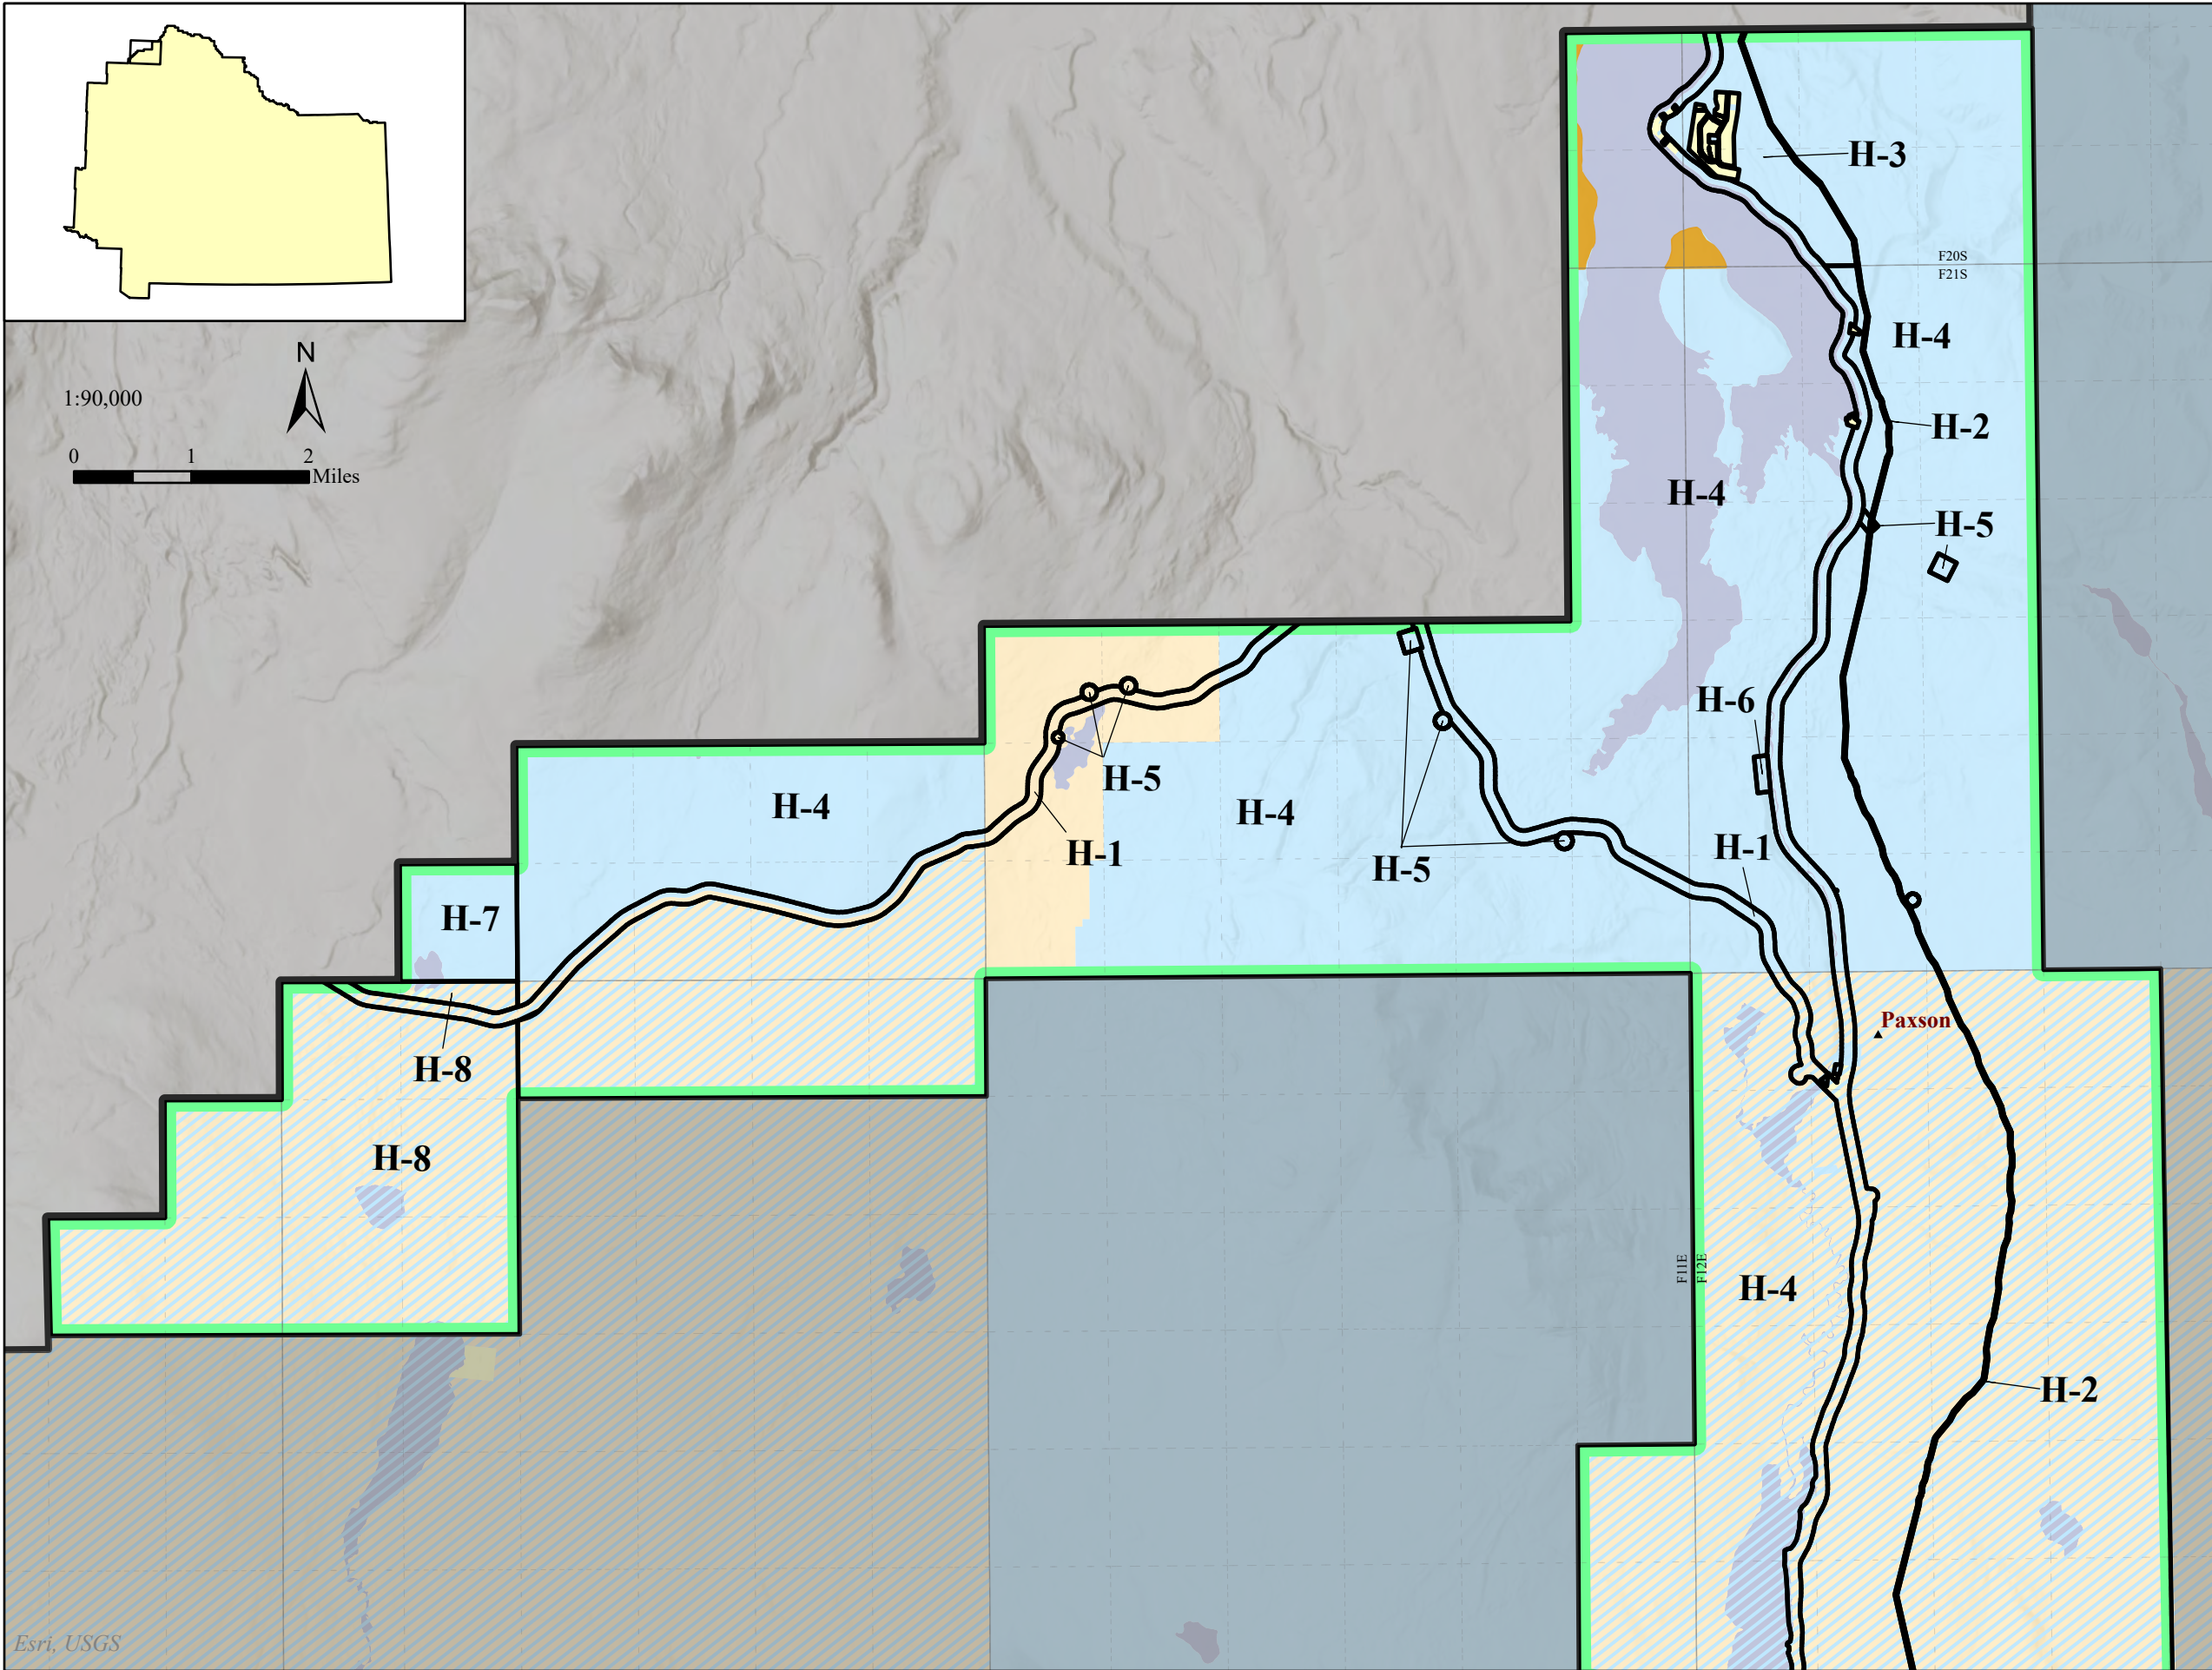 H-3
F20S
F21S
H-4
N
1:90,000
H-2
0 1 2
Miles
H-4
H-5
H-6
H-5
H-4
H-4
H-1
H-1
H-5
H-7
Paxson
H-8
H-8
F11E
F12E
H-4
H-2
Esri, USGS